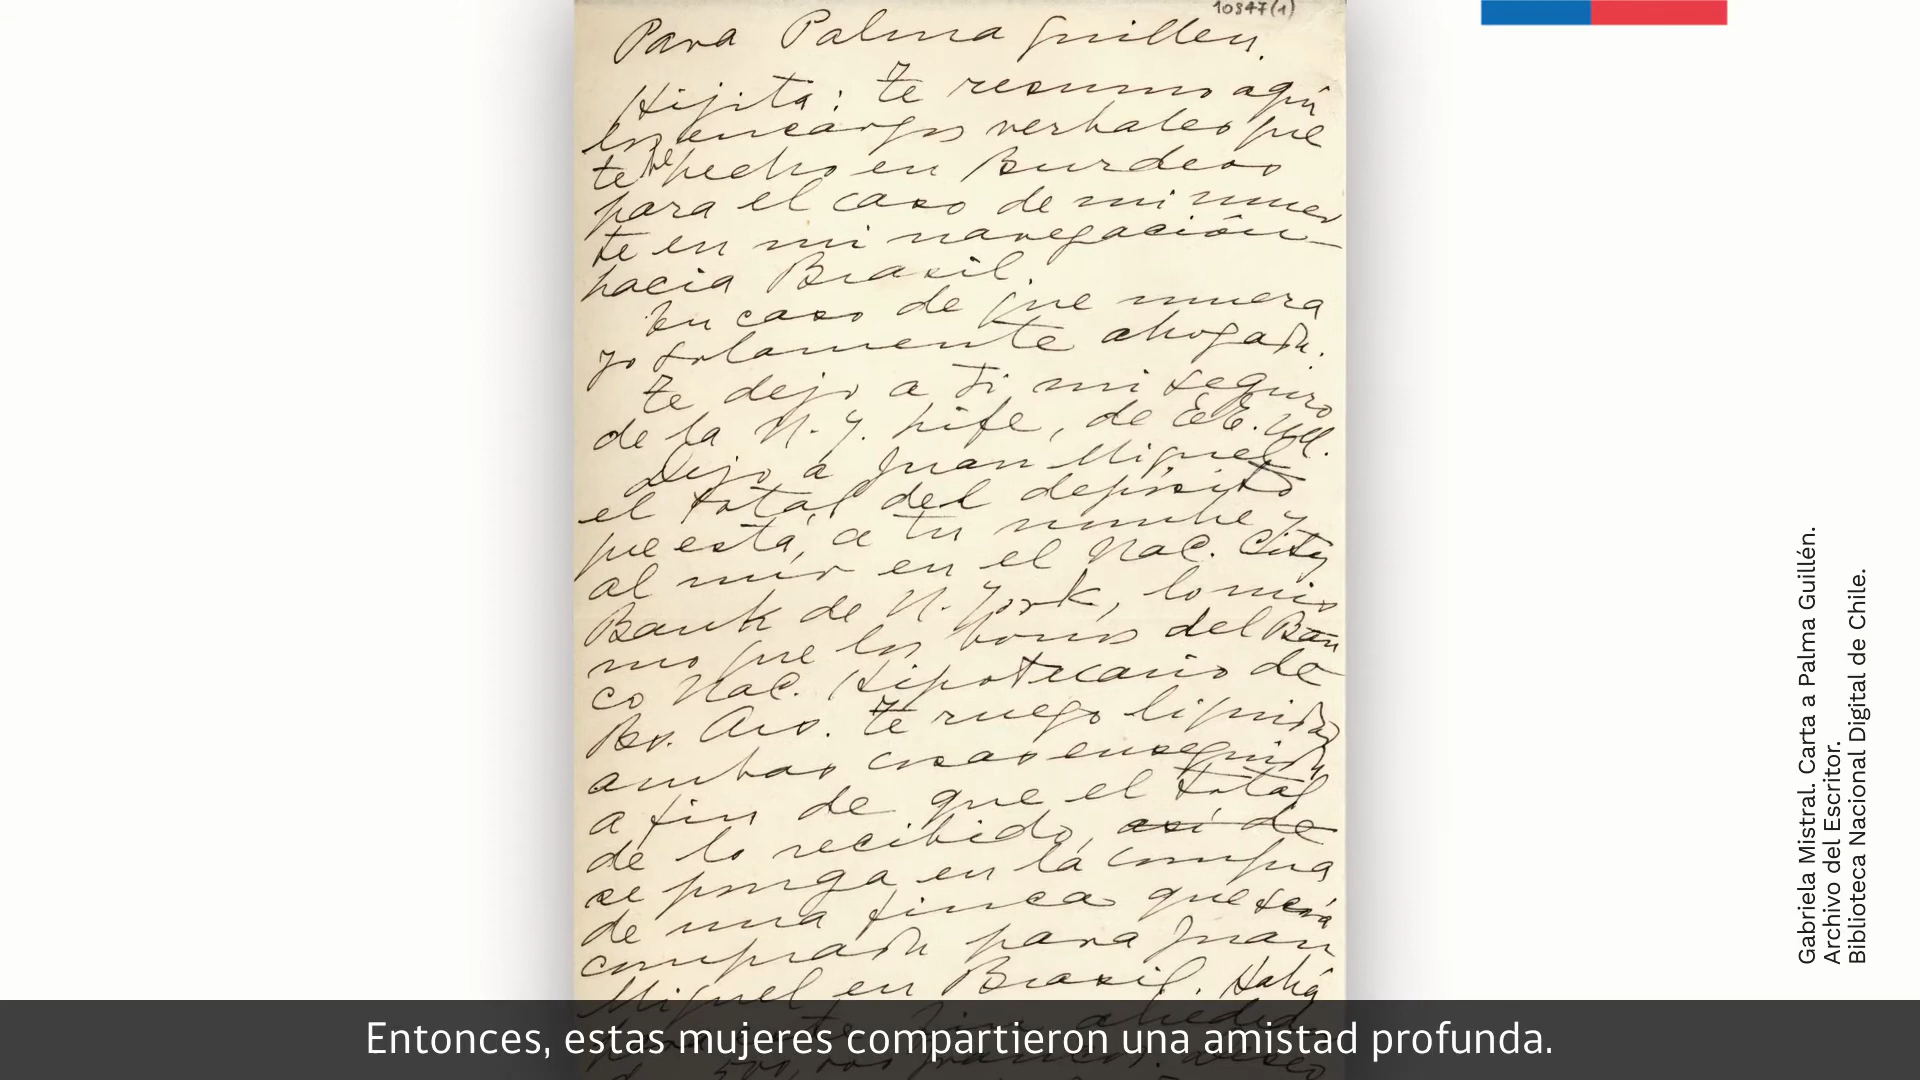 10847(1)
Para Palma Guillen.
Hijita: te resumo aquí
los encargos verbales que
te he hecho en Burdeos
para el caso de mi muer
te en mi navegación
hacia Brasil.
En caso de que muera
yo solamente ahogada.
Te dejo a ti mi seguro
de la N.Y. Life, de EE.UU.
Dejo a Juan Miguel
el total del depósito
que está, a tu nombre y
al mío en el Nac. City
Bank de N. York, lo mis
mo que los bonos del Ban
co Nac. Hipotecario de
Bs. Ars. Te ruego liquidar
ambas cosas enseguida
a fin de que el total
de lo recibido, así de
se ponga en la compra
de una finca que será
comprada para Juan
Miguel en Brasil. Habrá
Entonces, estas mujeres compartieron una amistad profunda.
Gabriela Mistral. Carta a Palma Guillén.
Archivo del Escritor.
Biblioteca Nacional Digital de Chile.